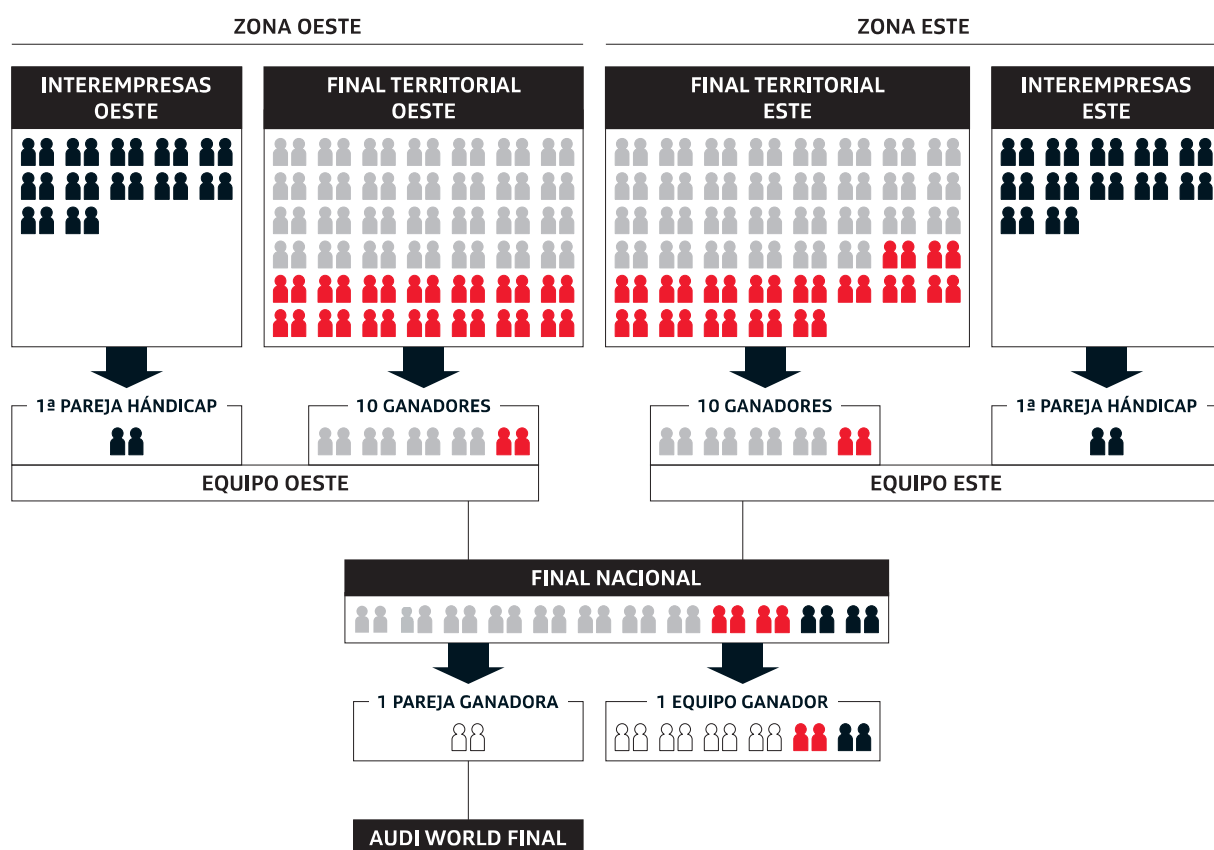 ZONA OESTE
ZONA ESTE
INTEREMPESAS
OESTE
FINAL TERRITORIAL
OESTE
FINAL TERRITORIAL
ESTE
INTEREMPRESAS
ESTE
1ª PAREJA HÁNDICAP
10 GANADORES
10 GANADORES
1ª PAREJA HÁNDICAP
EQUIPO OESTE
EQUIPO ESTE
FINAL NACIONAL
1 PAREJA GANADORA
1 EQUIPO GANADOR
AUDI WORLD FINAL